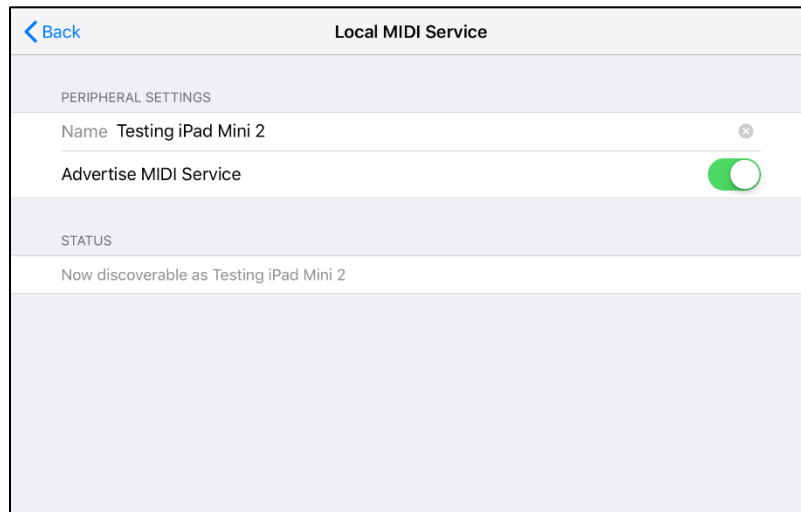 Back
Local MIDI Service
PERIPHERAL SETTINGS
Name Testing iPad Mini 2
Advertise MIDI Service
STATUS
Now discoverable as Testing iPad Mini 2